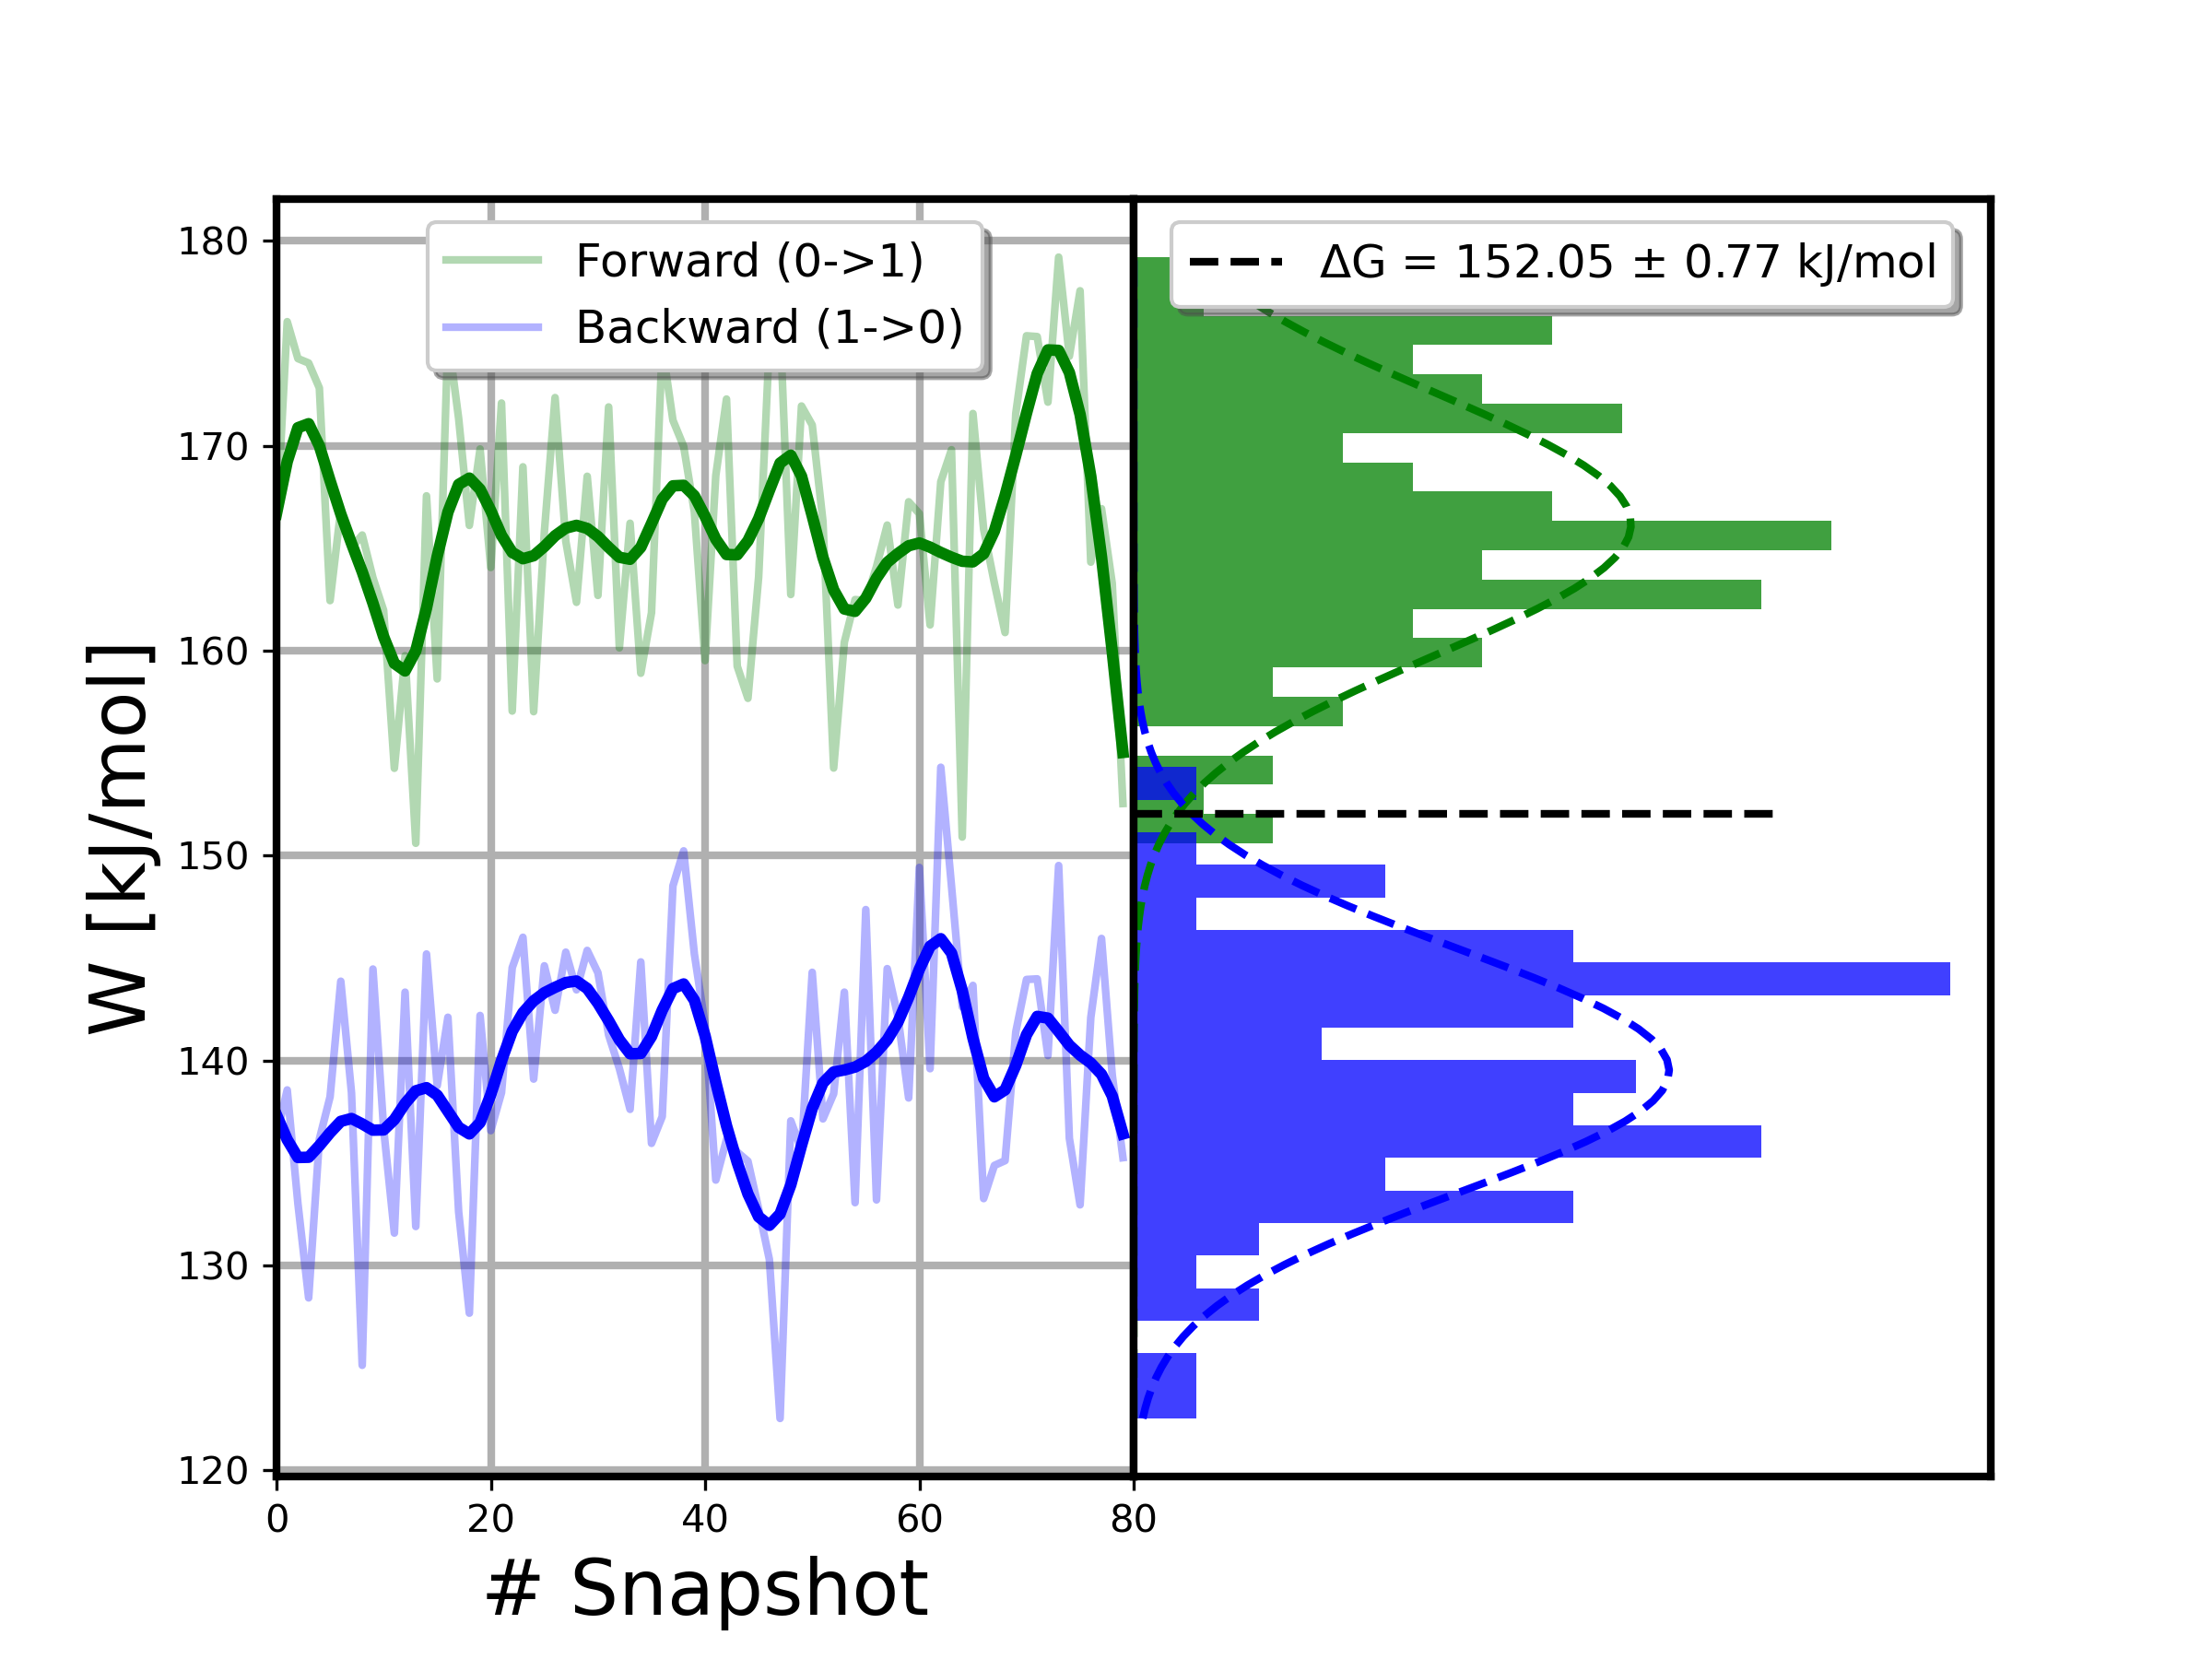 Forward (0->1)
Backward (1->0)
ΔG = 152.05 ± 0.77 kJ/mol
W [kJ/mol]
180
170
160
150
140
130
120
0 20 40 60 80
# Snapshot